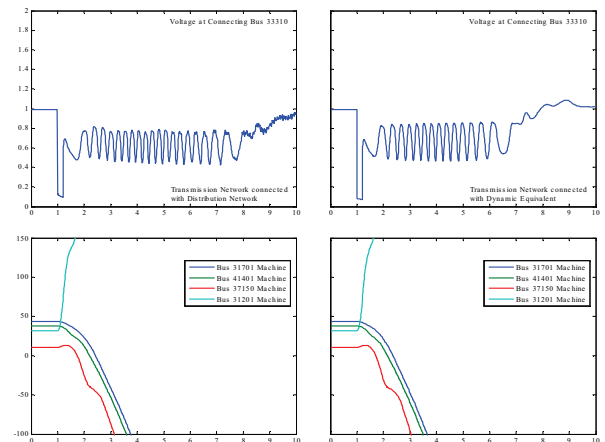 Voltage at Connecting Bus 33310
2
1.8
1.6
1.4
1.2
1
0.8
0.6
0.4
0.2
0
Transmission Network connected
with Distribution Network
0 1 2 3 4 5 6 7 8 9 10
Voltage at Connecting Bus 33310
Transmission Network connected
with Dynamic Equivalent
0 1 2 3 4 5 6 7 8 9 10
150
100
50
0
-50
-100
Bus 31701 Machine
Bus 41401 Machine
Bus 37150 Machine
Bus 31201 Machine
0 1 2 3 4 5 6 7 8 9 10
Bus 31701 Machine
Bus 41401 Machine
Bus 37150 Machine
Bus 31201 Machine
0 1 2 3 4 5 6 7 8 9 10